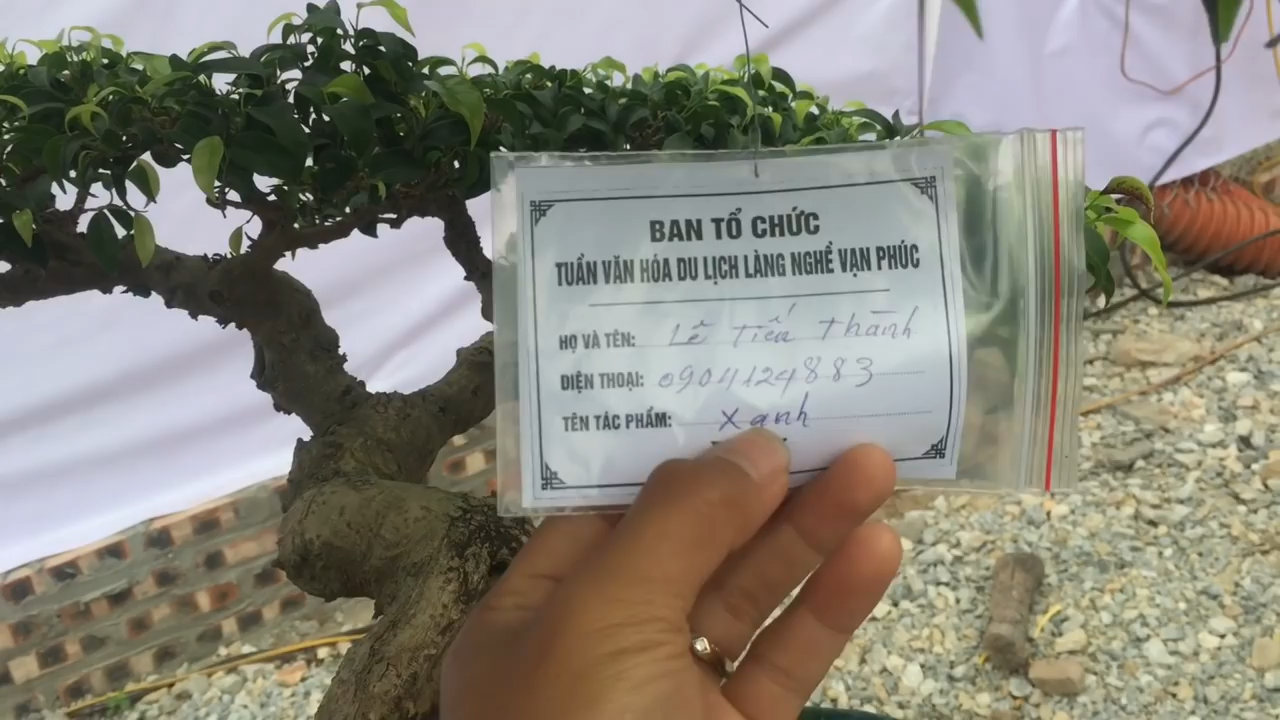 BAN TỔ CHỨC
TUẦN VĂN HÓA DU LỊCH LÀNG NGHỀ VẠN PHÚC
HỌ VÀ TÊN: Lê Tiến Thành
ĐIỆN THOẠI: 0904124883
TÊN TÁC PHẨM: Xanh